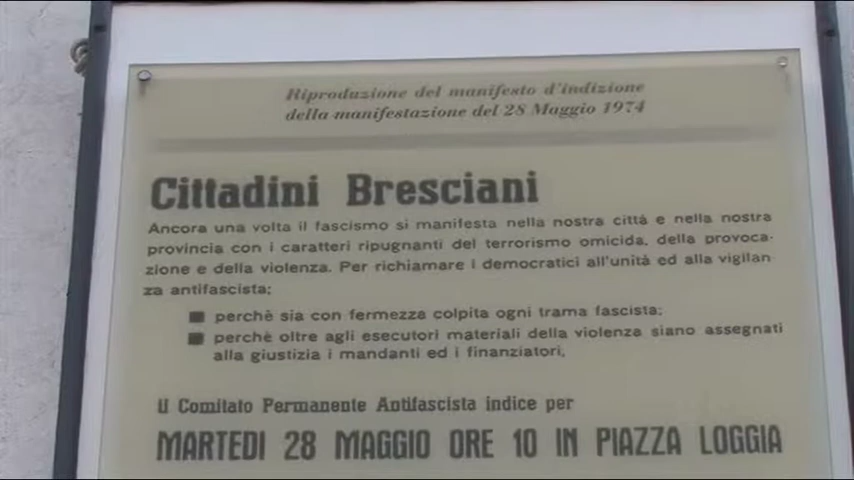 Riproduzione del manifesto d'indizione
della manifestazione del 28 Maggio 1974
Cittadini Bresciani
Ancora una volta il fascismo si manifesta nella nostra città e nella nostra
provincia con i caratteri ripugnanti del terrorismo omicida, della provoca-
zione e della violenza. Per richiamare i democratici all'unità ed alla vigilan-
za antifascista;
■ perchè sia con fermezza colpita ogni trama fascista;
■ perchè oltre agli esecutori materiali della violenza siano assegnati
alla giustizia i mandanti ed i finanziatori,
il Comitato Permanente Antifascista indice per
MARTEDI 28 MAGGIO ORE 10 IN PIAZZA LOGGIA